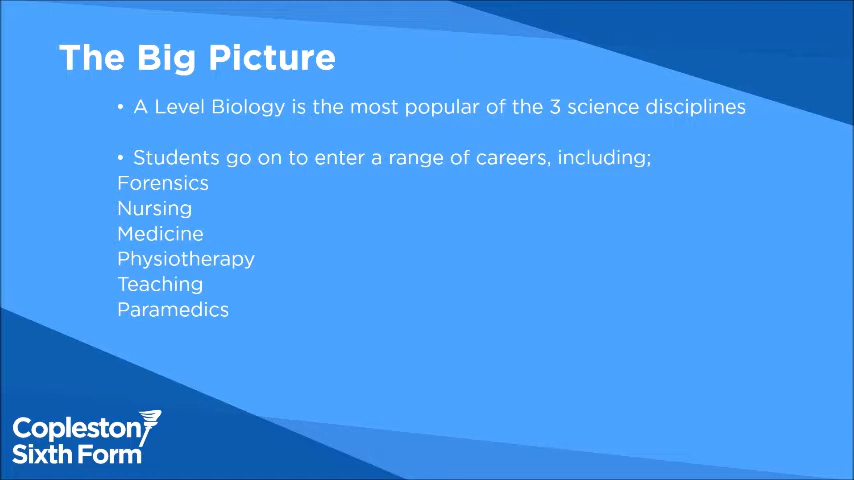 The Big Picture
• A Level Biology is the most popular of the 3 science disciplines
• Students go on to enter a range of careers, including;
Forensics
Nursing
Medicine
Physiotherapy
Teaching
Paramedics
Copleston
Sixth Form